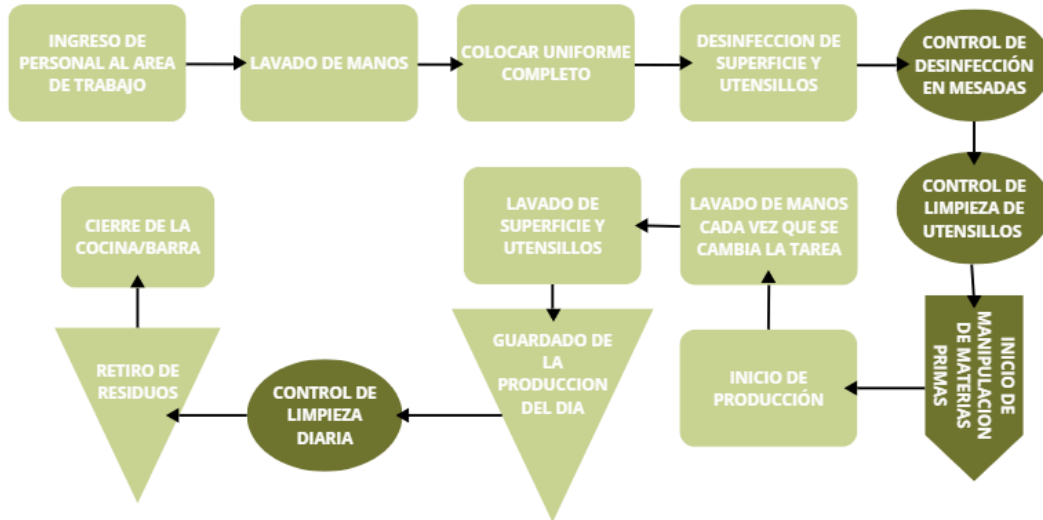 INGRESO DE
PERSONAL AL AREA
DE TRABAJO
LAVADO DE MANOS
COLOCAR UNIFORME
COMPLETO
DESINFECCION DE
SUPERFICIE Y
UTENSILLOS
CONTROL DE
DESINFECCIÓN
EN MESADAS
CONTROL DE
LIMPIEZA DE
UTENSILLOS
INICIO DE
MANIPULACION
DE MATERIAS
PRIMAS
INICIO DE
PRODUCCIÓN
LAVADO DE MANOS
CADA VEZ QUE SE
CAMBIA LA TAREA
LAVADO DE
SUPERFICIE Y
UTENSILLOS
GUARDADO DE
LA
PRODUCCION
DEL DIA
CONTROL DE
LIMPIEZA
DIARIA
RETIRO DE
RESIDUOS
CIERRE DE LA
COCINA/BARRA